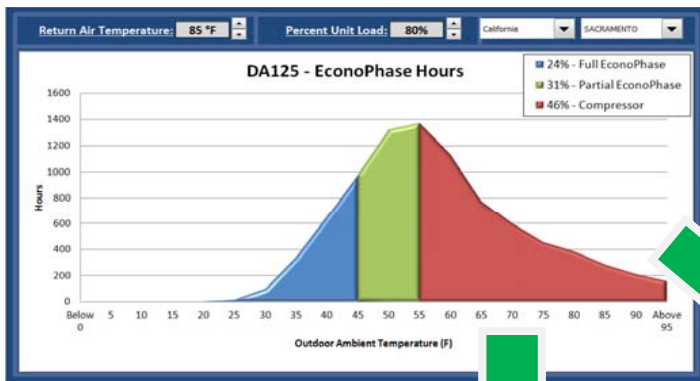 Return Air Temperature: 85 °F Percent Unit Load: 80% California SACRAMENTO
DA125 - EconoPhase Hours
24% - Full EconoPhase
31% - Partial EconoPhase
46% - Compressor
1600
1400
1200
1000
800
600
400
200
0
Hours
Below 0 5 10 15 20 25 30 35 40 45 50 55 60 65 70 75 80 85 90 Above 95
Outdoor Ambient Temperature (F)